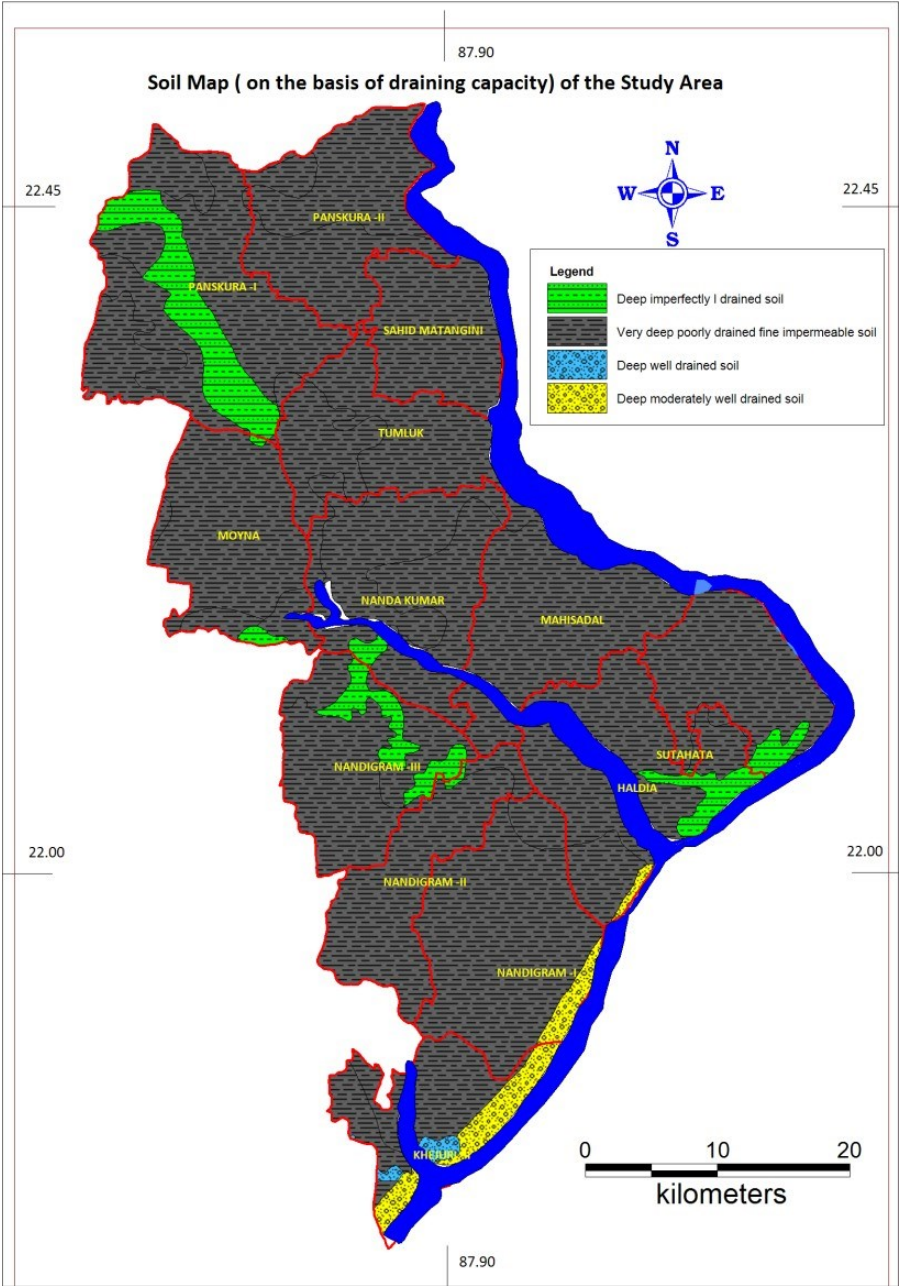 87.90
Soil Map ( on the basis of draining capacity) of the Study Area
N
W E
S
22.45
22.45
PANSKURA -II
Legend
Deep imperfectly l drained soil
Very deep poorly drained fine impermeable soil
Deep well drained soil
Deep moderately well drained soil
PANSKURA -I
SAHID MATANGINI
TUMLUK
MOYNA
NANDA KUMAR
MAHISADAL
SUTAHATA
NANDIGRAM -III
HALDIA
22.00
22.00
NANDIGRAM -II
NANDIGRAM -I
0 10 20
kilometers
87.90